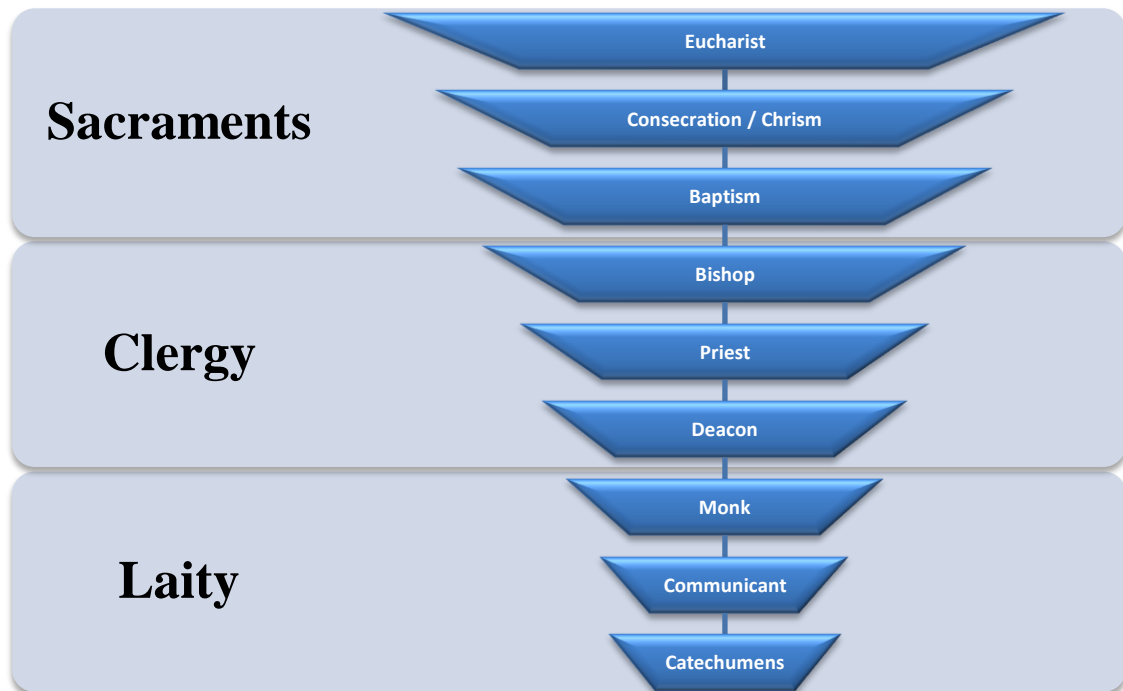 Sacraments
Eucharist
Consecration / Chrism
Baptism
Clergy
Bishop
Priest
Deacon
Laity
Monk
Communicant
Catechumens